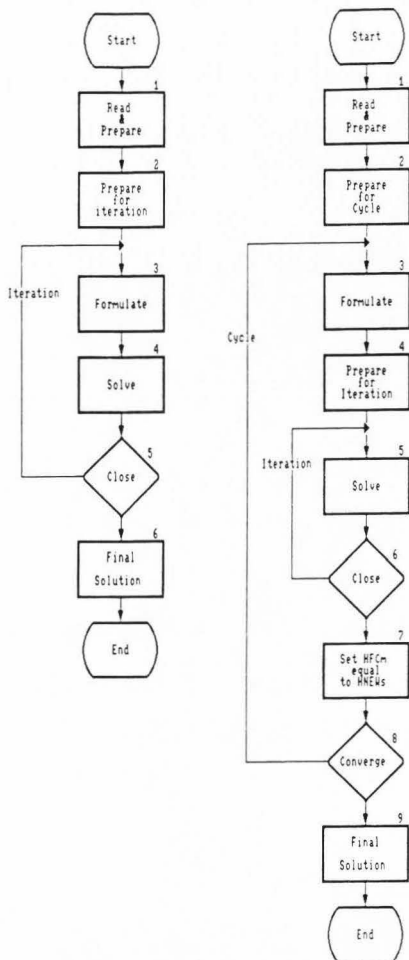 Start
1
Read
&
Prepare
2
Prepare
for
iteration
Iteration
3
Formulate
4
Solve
5
Close
6
Final
Solution
End
Start
1
Read
&
Prepare
2
Prepare
for
Cycle
Cycle
3
Formulate
4
Prepare
for
Iteration
Iteration
5
Solve
6
Close
7
Set HFCm
equal
to HNEWs
8
Converge
9
Final
Solution
End